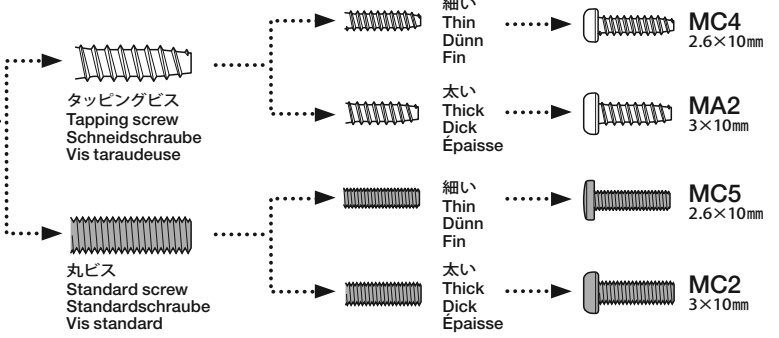 細い
Thin
Dünn
Fin
MC4
2.6×10㎜
タッピングビス
Tapping screw
Schneidschraube
Vis taraudeuse
太い
Thick
Dick
Épaisse
MA2
3×10㎜
細い
Thin
Dünn
Fin
MC5
2.6×10㎜
丸ビス
Standard screw
Standardschraube
Vis standard
太い
Thick
Dick
Épaisse
MC2
3×10㎜